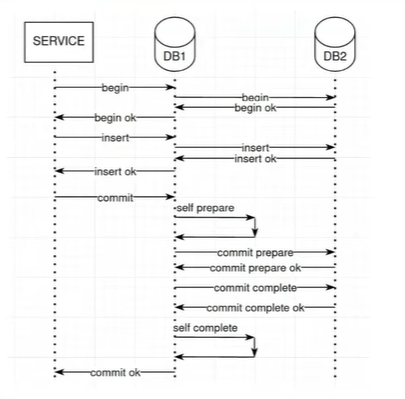 SERVICE
DB1
DB2
begin
begin
begin ok
begin ok
insert
insert
insert ok
insert ok
commit
self prepare
commit prepare
commit prepare ok
commit complete
commit complete ok
self complete
commit ok